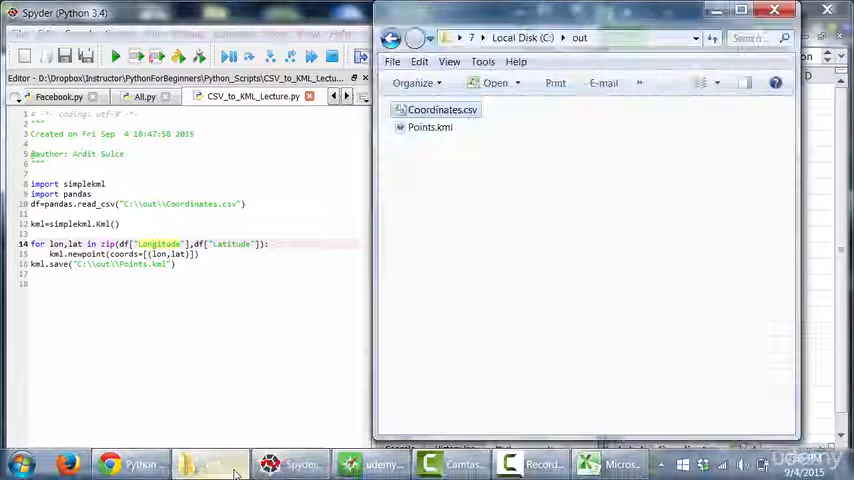 Spyder (Python 3.4)
Editor - D:\Dropbox\Instructor\PythonForBeginners\Python_Scripts\CSV_to_KML_Lectu...
Facebook.py
All.py
CSV_to_KML_Lecture.py
1 # -*- coding: utf-8 -*-
2 """
3 Created on Fri Sep  4 18:47:58 2015
4
5 @author: Ardit Sulce
6 """
7
8 import simplekml
9 import pandas
10 df=pandas.read_csv("C:\\out\\Coordinates.csv")
11
12 kml=simplekml.Kml()
13
14 for lon,lat in zip(df["Longitude"],df["Latitude"]):
15     kml.newpoint(coords=[(lon,lat)])
16 kml.save("C:\\out\\Points.kml")
17
18
7 Local Disk (C:) out
Search...
File Edit View Tools Help
Organize Open Print E-mail »
Coordinates.csv
Points.kml
D
Python ...
Spyder...
udemy...
Camtas...
Record...
Micros...
PM
9/4/2015
udemy